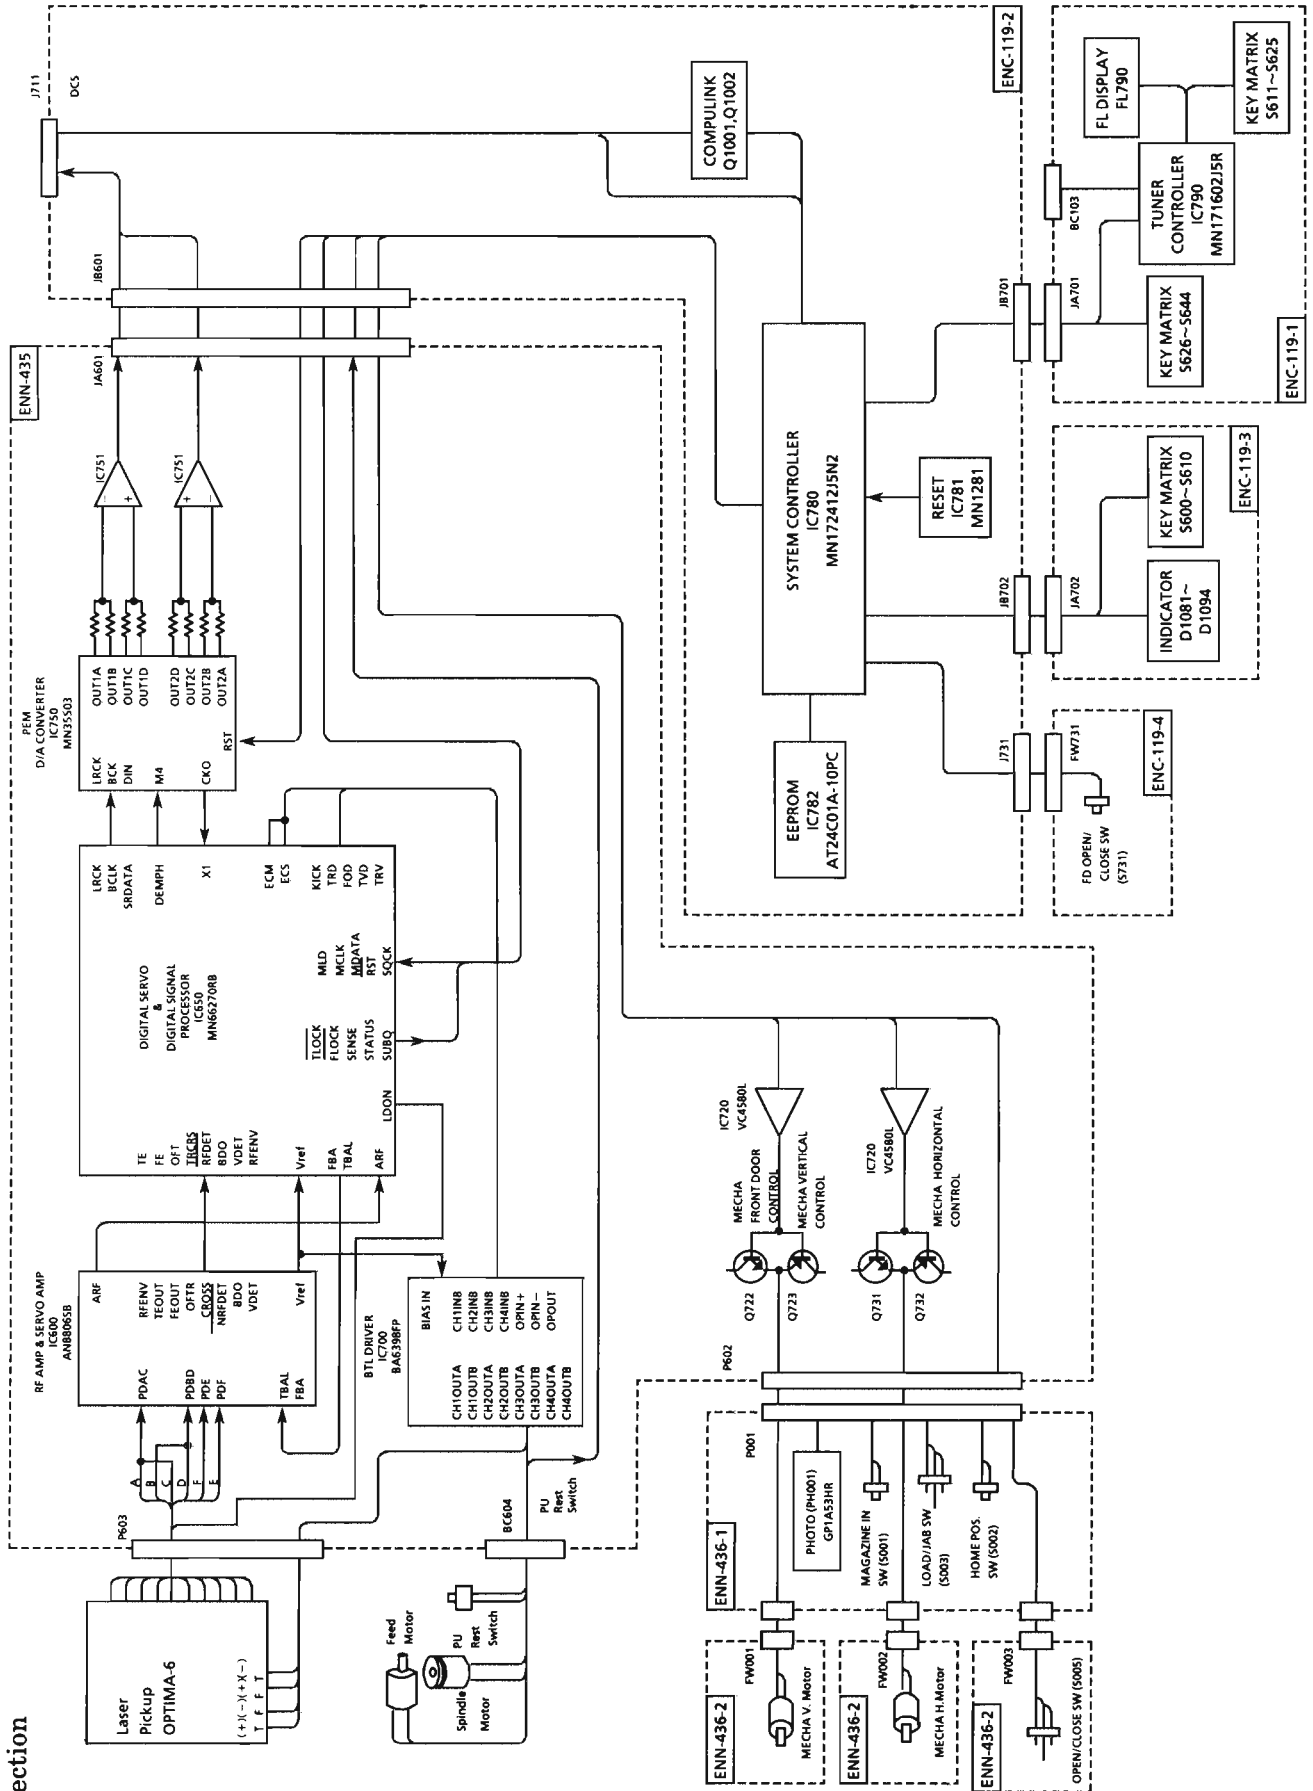 ection
Laser
Pickup
OPTIMA-6
(+)(−)(+)(−)
T F F T
Feed
Motor
Spindle
Motor
PU
Rest
Switch
P603
BC604
PU
Rest
Switch
A
B
C
D
F
E
RF AMP & SERVO AMP
IC600
AN8806SB
PDAC
PDBD
PDE
PDF
TBAL
FBA
ARF
RFENV
TEOUT
FEOUT
OFTR
CROSS
NRFDET
BDO
VDET
Vref
BTL DRIVER
IC700
BA6398FP
BIAS IN
CH1OUTA
CH1OUTB
CH2OUTA
CH2OUTB
CH3OUTA
CH3OUTB
CH4OUTA
CH4OUTB
CH1INB
CH2INB
CH3INB
CH4INB
OPIN+
OPIN−
OPOUT
DIGITAL SERVO
&
DIGITAL SIGNAL
PROCESSOR
IC650
MN66270RB
TE
FE
OFT
TRCRS
RFDET
BDO
VDET
RFENV
Vref
FBA
TBAL
ARF
LDON
TLOCK
FLOCK
SENSE
STATUS
SUBQ
MLD
MCLK
MDATA
RST
SQCK
LRCK
BCLK
SRDATA
DEMPH
X1
ECM
ECS
KICK
TRD
FOD
TVD
TRV
PEM
D/A CONVERTER
IC750
MN35503
LRCK
BCK
DIN
M4
CKO
RST
OUT1A
OUT1B
OUT1C
OUT1D
OUT2D
OUT2C
OUT2B
OUT2A
IC751
− +
IC751
+ −
ENN-435
JA601
JB601
J711
DCS
COMPULINK
Q1001,Q1002
ENC-119-2
SYSTEM CONTROLLER
IC780
MN172412J5N2
EEPROM
IC782
AT24C01A-10PC
RESET
IC781
MN1281
J731
FW731
FD OPEN/
CLOSE SW
(S731)
ENC-119-4
JB702
JA702
INDICATOR
D1081~
D1094
KEY MATRIX
S600~S610
ENC-119-3
JB701
JA701
BC103
KEY MATRIX
S626~S644
TUNER
CONTROLLER
IC790
MN171602J5R
FL DISPLAY
FL790
KEY MATRIX
S611~S625
ENC-119-1
IC720
VC4580L
MECHA
FRONT DOOR
CONTROL
MECHA VERTICAL
CONTROL
Q722
Q723
IC720
VC4580L
MECHA HORIZONTAL
CONTROL
Q731
Q732
P602
P001
PHOTO (PH001)
GP1A53HR
MAGAZINE IN
SW (S001)
LOAD/JAB SW
(S003)
HOME POS.
SW (S002)
ENN-436-1
FW001
MECHA V. Motor
ENN-436-2
FW002
MECHA H.Motor
ENN-436-2
FW003
OPEN/CLOSE SW (S005)
ENN-436-2